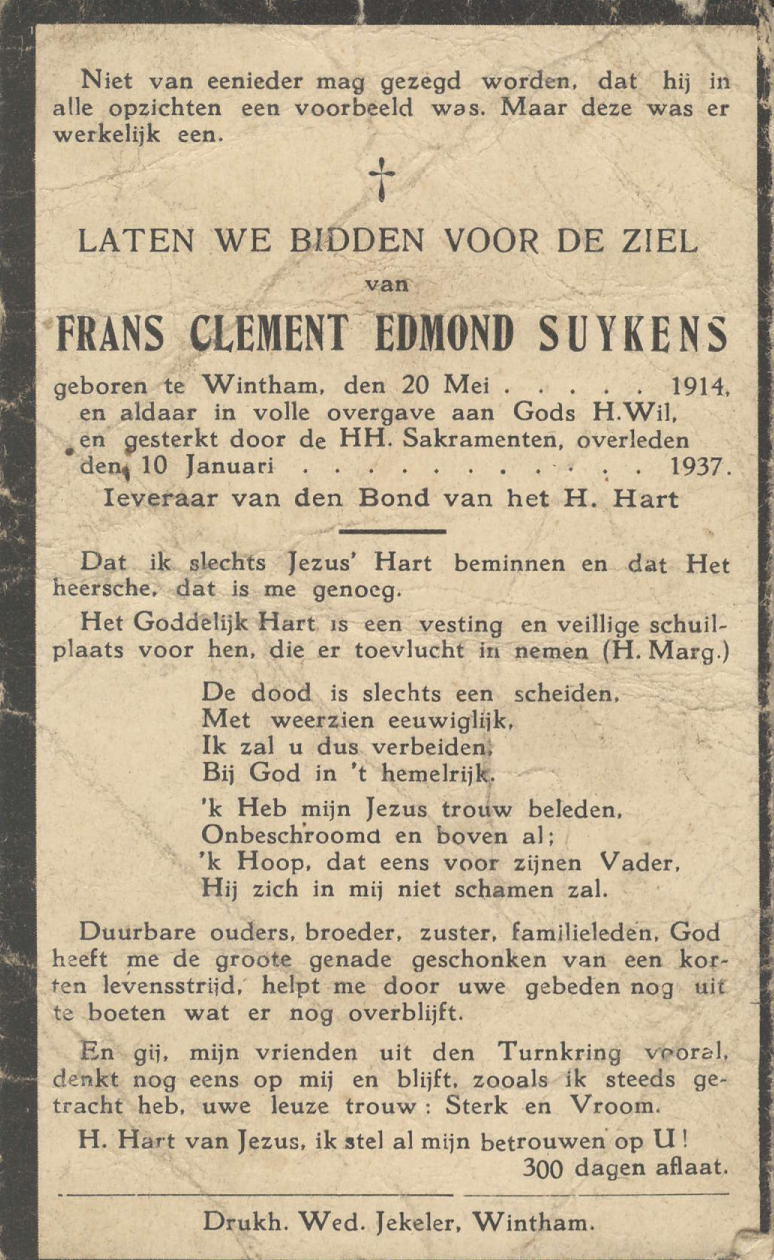 Niet van eenieder mag gezegd worden, dat hij in
alle opzichten een voorbeeld was. Maar deze was er
werkelijk een.
†
LATEN WE BIDDEN VOOR DE ZIEL
van
FRANS CLEMENT EDMOND SUYKENS
geboren te Wintham, den 20 Mei . . . . . 1914,
en aldaar in volle overgave aan Gods H.Wil,
en gesterkt door de HH. Sakramenten, overleden
den 10 Januari . . . . . . . . . . . 1937.
Ieveraar van den Bond van het H. Hart
Dat ik slechts Jezus' Hart beminnen en dat Het
heersche, dat is me genoeg.
Het Goddelijk Hart is een vesting en veillige schuil-
plaats voor hen, die er toevlucht in nemen (H. Marg.)
De dood is slechts een scheiden,
Met weerzien eeuwiglijk,
Ik zal u dus verbeiden,
Bij God in 't hemelrijk.
'k Heb mijn Jezus trouw beleden,
Onbeschroomd en boven al;
'k Hoop, dat eens voor zijnen Vader,
Hij zich in mij niet schamen zal.
Duurbare ouders, broeder, zuster, familieleden, God
heeft me de groote genade geschonken van een kor-
ten levensstrijd, helpt me door uwe gebeden nog uit
te boeten wat er nog overblijft.
En gij, mijn vrienden uit den Turnkring vooral,
denkt nog eens op mij en blijft, zooals ik steeds ge-
tracht heb, uwe leuze trouw : Sterk en Vroom.
H. Hart van Jezus, ik stel al mijn betrouwen op U !
300 dagen aflaat.
Drukh. Wed. Jekeler, Wintham.